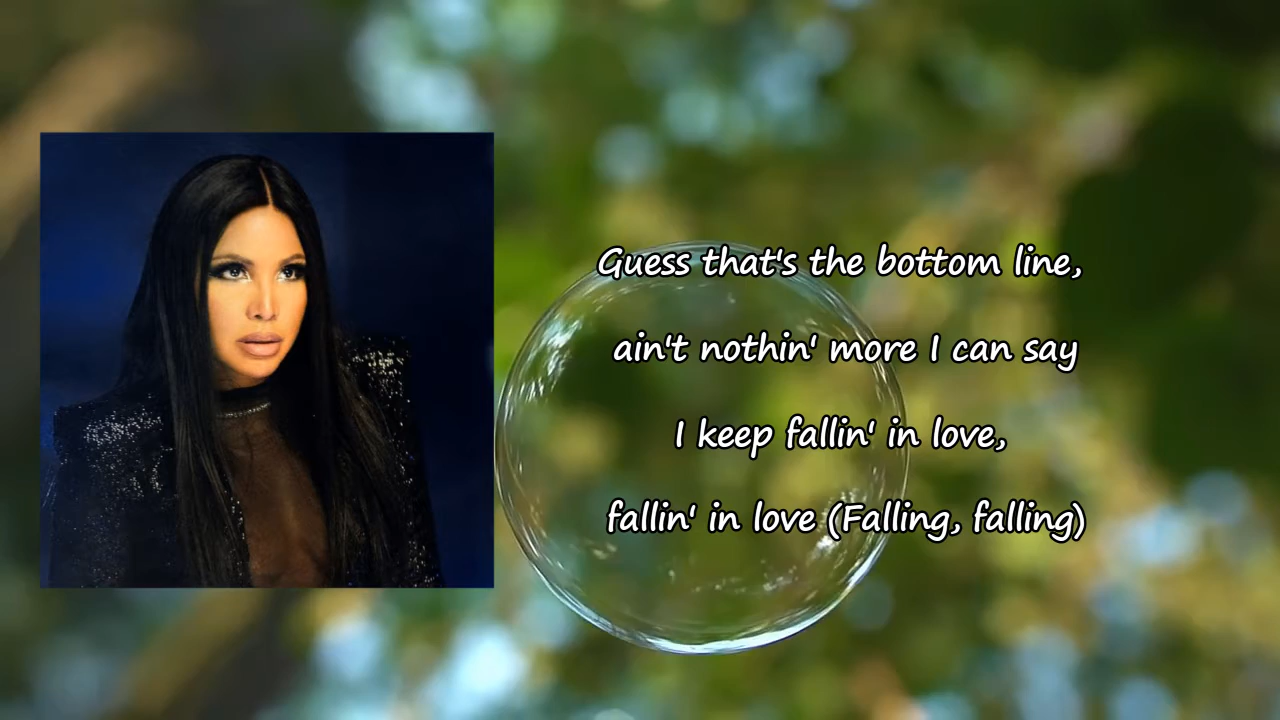 Guess that's the bottom line,
ain't nothin' more I can say
I keep fallin' in love,
fallin' in love (Falling, falling)